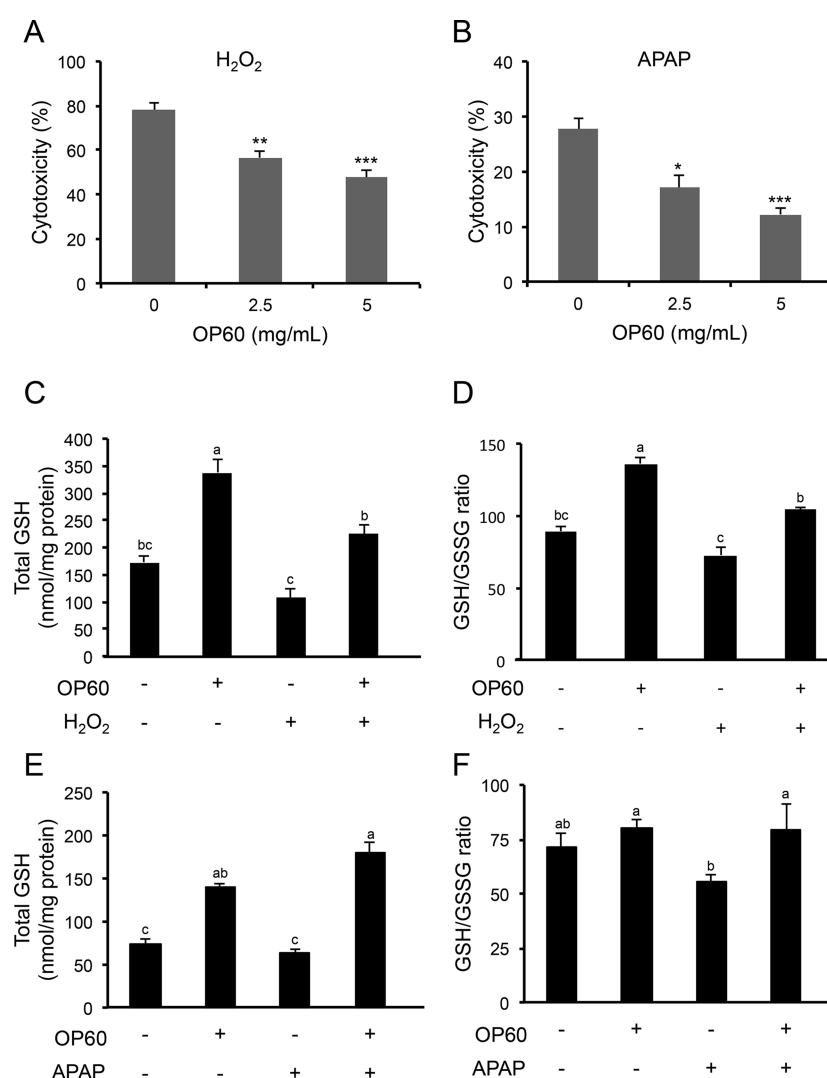 A
H₂O₂
Cytotoxicity (%)
100
80
60
40
20
0
**
***
0 2.5 5
OP60 (mg/mL)
B
APAP
Cytotoxicity (%)
40
30
20
10
0
*
***
0 2.5 5
OP60 (mg/mL)
C
Total GSH
(nmol/mg protein)
400
350
300
250
200
150
100
50
0
bc a c b
OP60 - + - +
H₂O₂ - - + +
D
GSH/GSSG ratio
150
100
50
0
bc a c b
OP60 - + - +
H₂O₂ - - + +
E
Total GSH
(nmol/mg protein)
250
200
150
100
50
0
c ab c a
OP60 - + - +
APAP - - + +
F
GSH/GSSG ratio
100
75
50
25
0
ab a b a
OP60 - + - +
APAP - - + +